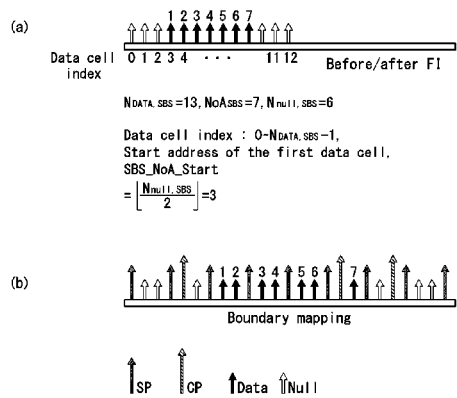 (a)
1 2 3 4 5 6 7
Data cell index
0 1 2 3 4 ··· 11 12
Before/after FI
NDATA, SBS=13, NoASBS=7, Nnull, SBS=6
Data cell index : 0~NDATA, SBS-1,
Start address of the first data cell,
SBS_NoA_Start
= ⌊Nnull, SBS / 2⌋ =3
(b)
1 2 3 4 5 6 7
Boundary mapping
SP CP Data Null